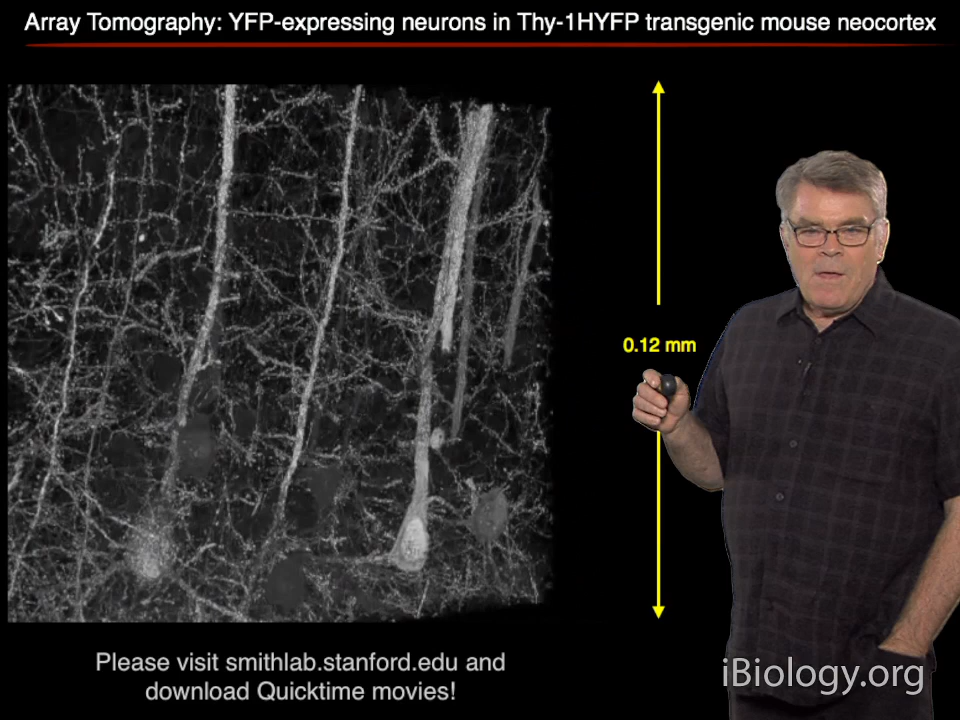 Array Tomography: YFP-expressing neurons in Thy-1HYFP transgenic mouse neocortex
0.12 mm
Please visit smithlab.stanford.edu and
download Quicktime movies!
iBiology.org